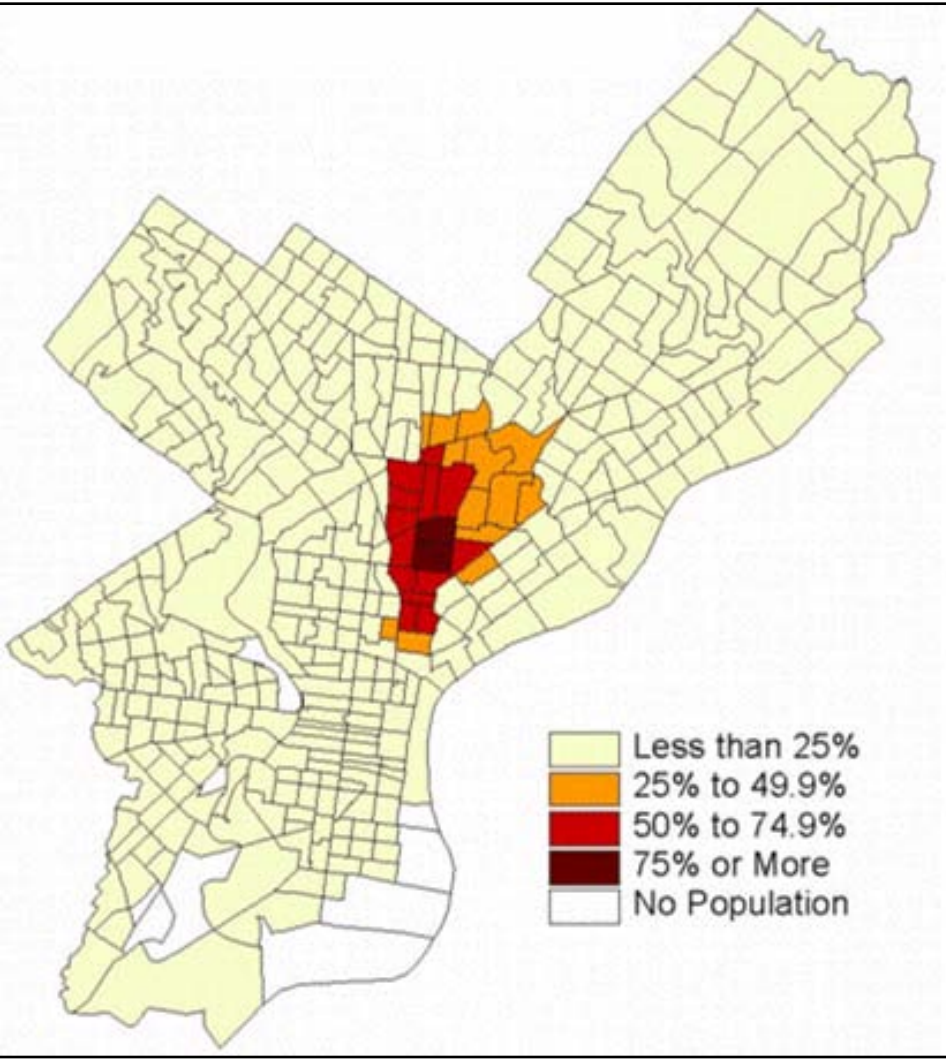 Less than 25%
25% to 49.9%
50% to 74.9%
75% or More
No Population